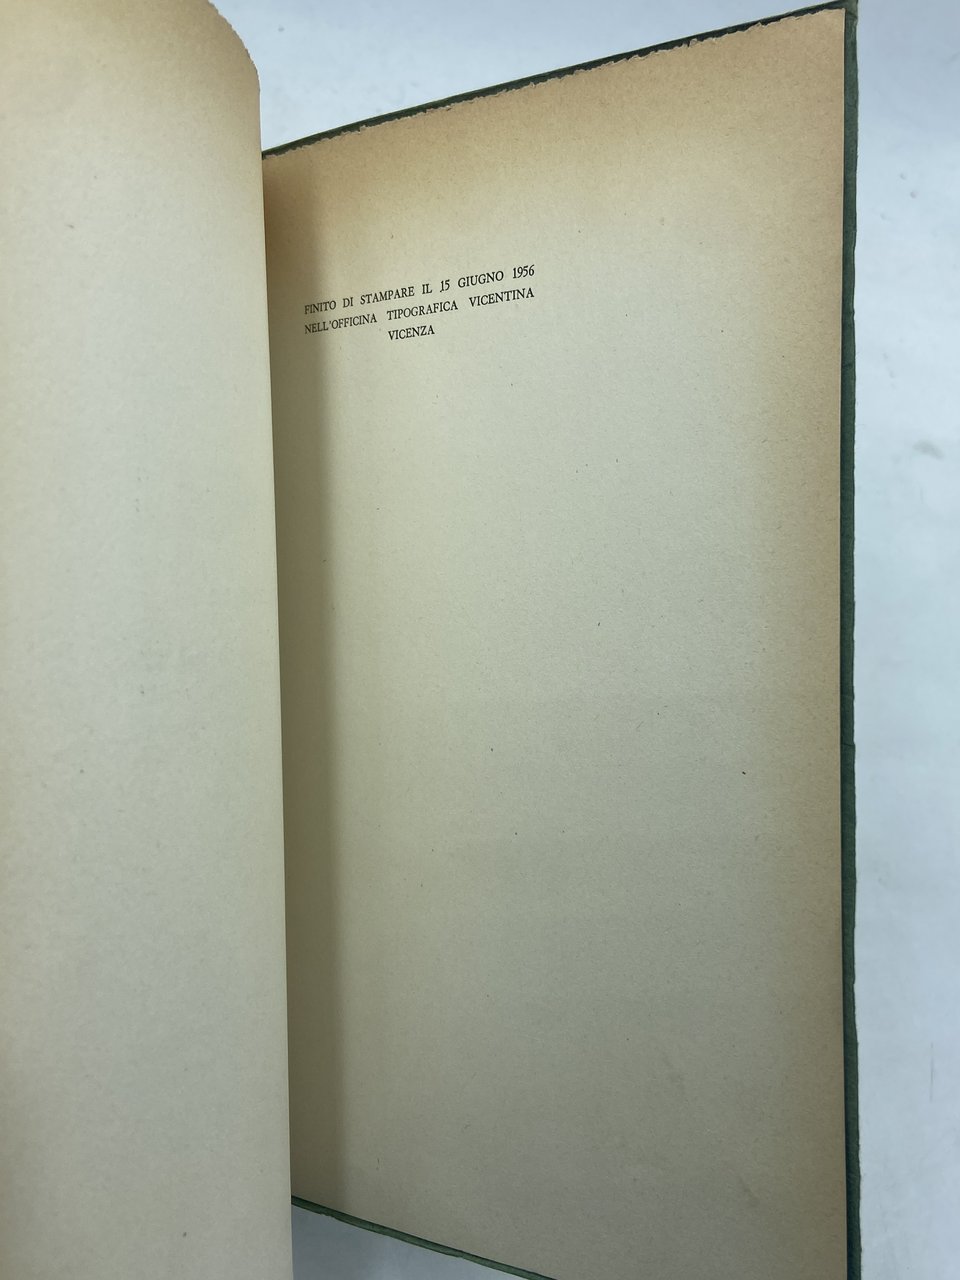 FINITO DI STAMPARE IL 15 GIUGNO 1956
NELL'OFFICINA TIPOGRAFICA VICENTINA
VICENZA